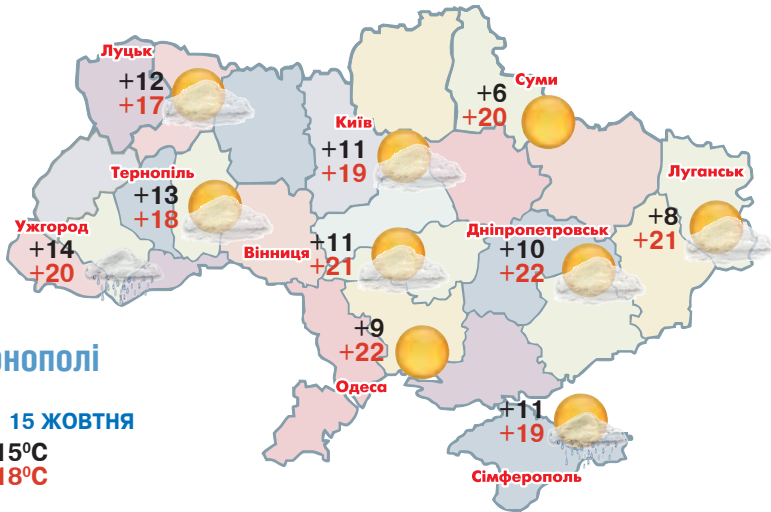 Луцьк
+12
+17
Суми
+6
+20
Київ
+11
+19
Тернопіль
+13
+18
Луганськ
+8
+21
Ужгород
+14
+20
Вінниця
+11
+21
Дніпропетровськ
+10
+22
+9
+22
Одеса
+11
+19
Сімферополь
рнополі
15 ЖОВТНЯ
15⁰С
18⁰С